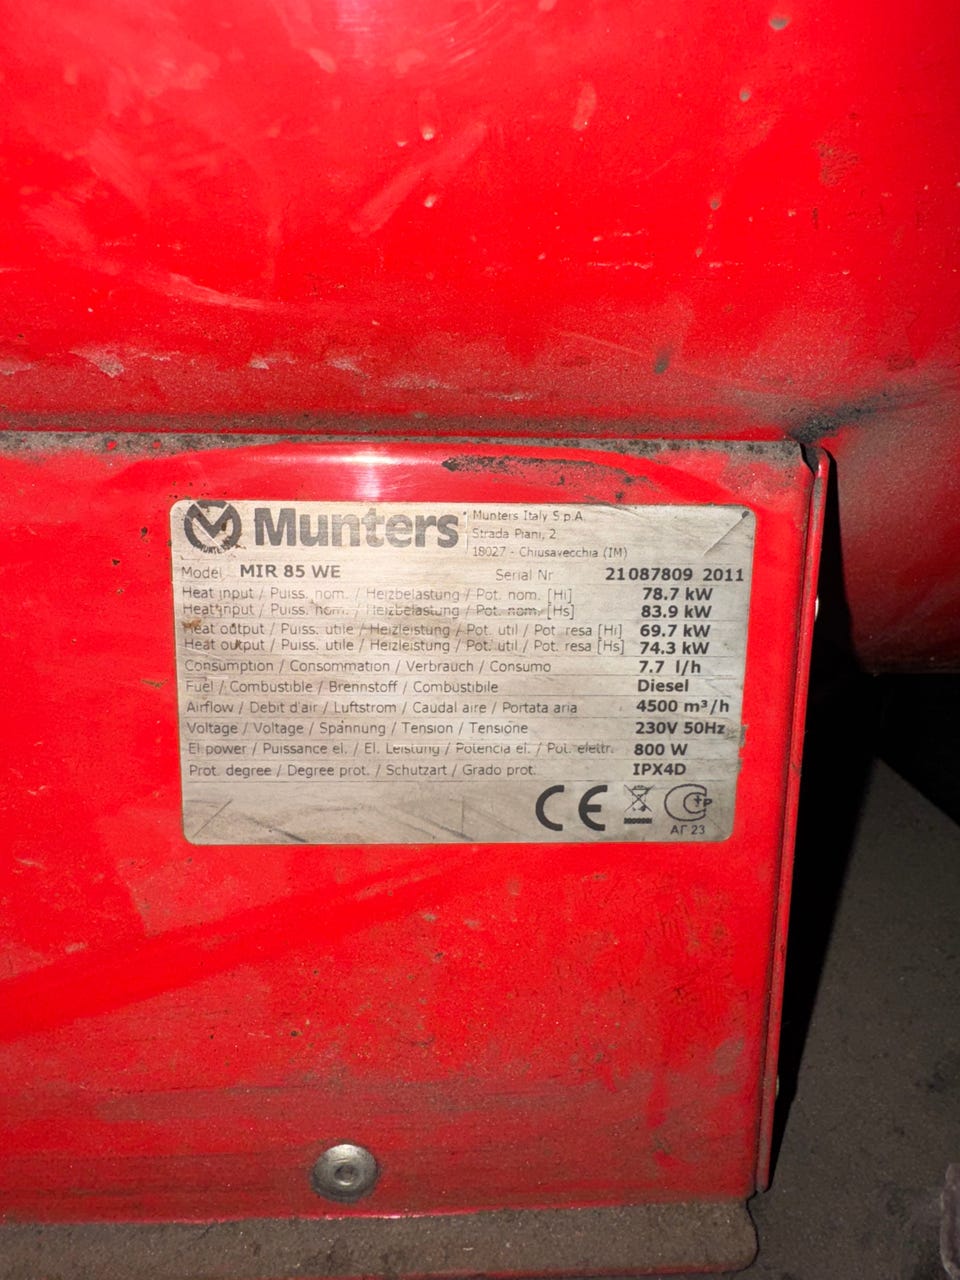 Munters
MUNTERS
Munters Italy S.p.A.
Strada Piani, 2
18027 - Chiusavecchia (IM)
Model MIR 85 WE Serial Nr 21087809 2011
Heat input / Puiss. nom. / Heizbelastung / Pot. nom. [Hi] 78.7 kW
Heat input / Puiss. nom. / Heizbelastung / Pot. nom. [Hs] 83.9 kW
Heat output / Puiss. utile / Heizleistung / Pot. util / Pot. resa [Hi] 69.7 kW
Heat output / Puiss. utile / Heizleistung / Pot. util / Pot. resa [Hs] 74.3 kW
Consumption / Consommation / Verbrauch / Consumo 7.7 l/h
Fuel / Combustible / Brennstoff / Combustibile Diesel
Airflow / Debit d'air / Luftstrom / Caudal aire / Portata aria 4500 m³/h
Voltage / Voltage / Spannung / Tension / Tensione 230V 50Hz
El power / Puissance el. / El. Leistung / Potencia el. / Pot. elettr. 800 W
Prot. degree / Degree prot. / Schutzart / Grado prot. IPX4D
CE
АГ 23